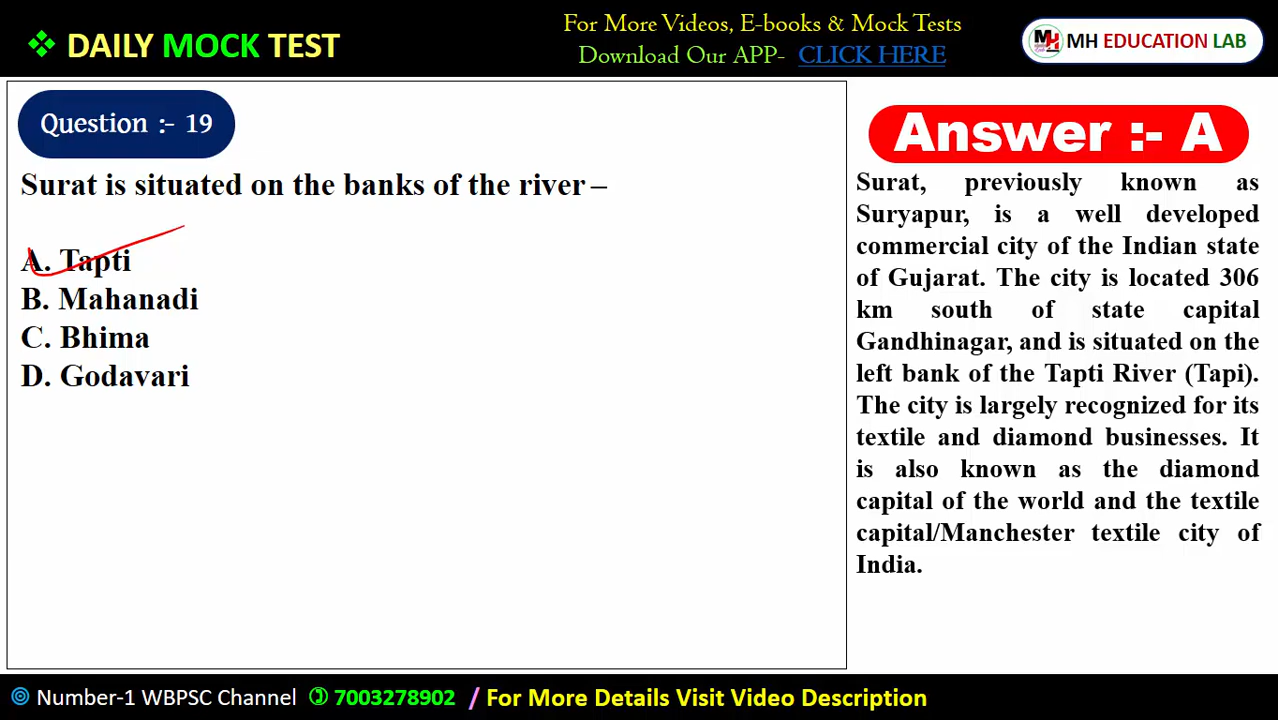 ❖ DAILY MOCK TEST
For More Videos, E-books & Mock Tests
Download Our APP- CLICK HERE
MH EDUCATION LAB
Question :- 19
Surat is situated on the banks of the river –
A. Tapti
B. Mahanadi
C. Bhima
D. Godavari
Answer :- A
Surat, previously known as
Suryapur, is a well developed
commercial city of the Indian state
of Gujarat. The city is located 306
km south of state capital
Gandhinagar, and is situated on the
left bank of the Tapti River (Tapi).
The city is largely recognized for its
textile and diamond businesses. It
is also known as the diamond
capital of the world and the textile
capital/Manchester textile city of
India.
Number-1 WBPSC Channel 7003278902 / For More Details Visit Video Description